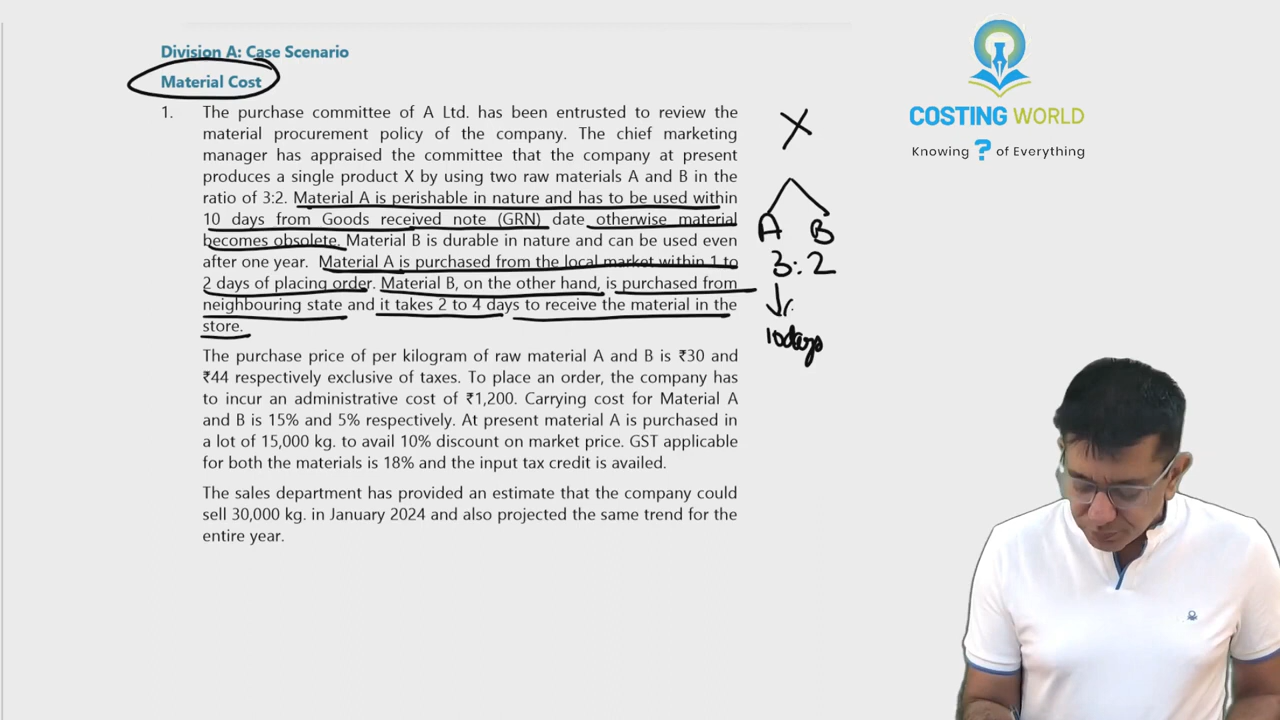 Division A: Case Scenario
Material Cost
1. The purchase committee of A Ltd. has been entrusted to review the
material procurement policy of the company. The chief marketing
manager has appraised the committee that the company at present
produces a single product X by using two raw materials A and B in the
ratio of 3:2. Material A is perishable in nature and has to be used within
10 days from Goods received note (GRN) date otherwise material
becomes obsolete. Material B is durable in nature and can be used even
after one year. Material A is purchased from the local market within 1 to
2 days of placing order. Material B, on the other hand, is purchased from
neighbouring state and it takes 2 to 4 days to receive the material in the
store.
The purchase price of per kilogram of raw material A and B is ₹30 and
₹44 respectively exclusive of taxes. To place an order, the company has
to incur an administrative cost of ₹1,200. Carrying cost for Material A
and B is 15% and 5% respectively. At present material A is purchased in
a lot of 15,000 kg. to avail 10% discount on market price. GST applicable
for both the materials is 18% and the input tax credit is availed.
The sales department has provided an estimate that the company could
sell 30,000 kg. in January 2024 and also projected the same trend for the
entire year.
X
A B
3:2
10days
COSTING WORLD
Knowing ? of Everything